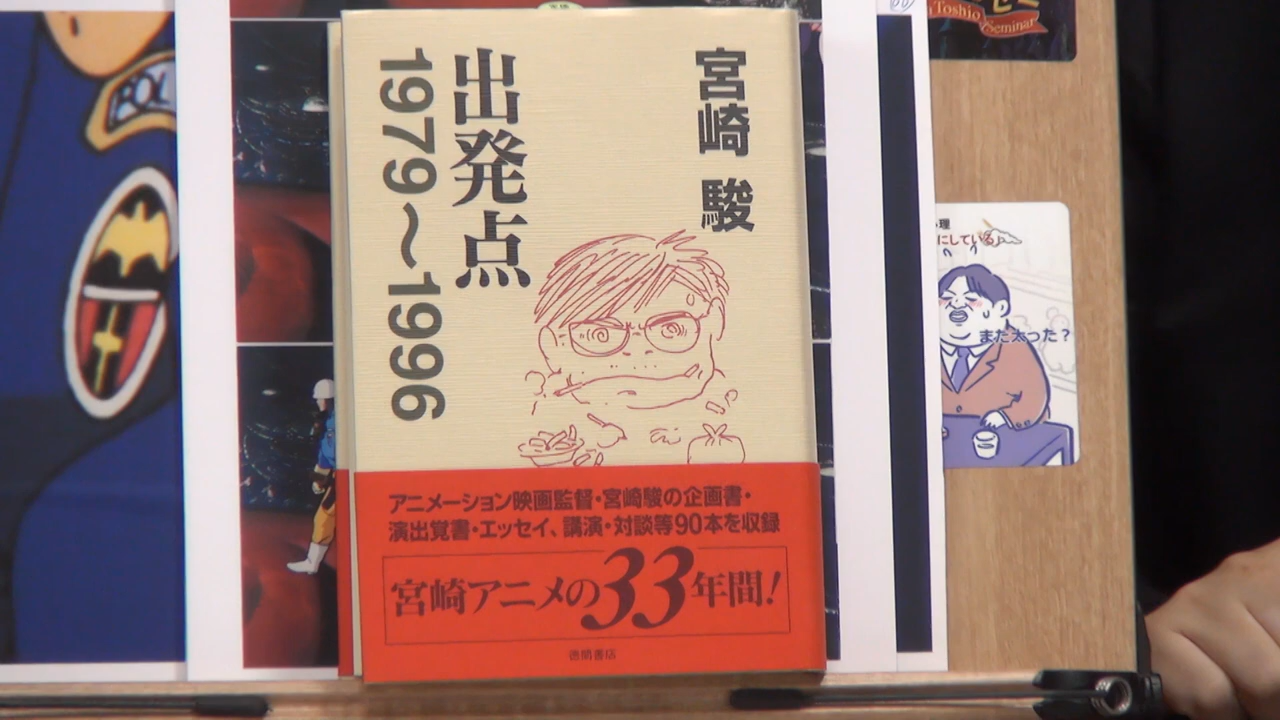 宮崎 駿
出発点
1979〜1996
アニメーション映画監督・宮崎駿の企画書・
演出覚書・エッセイ、講演・対談等90本を収録
宮崎アニメの33年間!
徳間書店
Toshio
Seminar
にしている」
また太った?